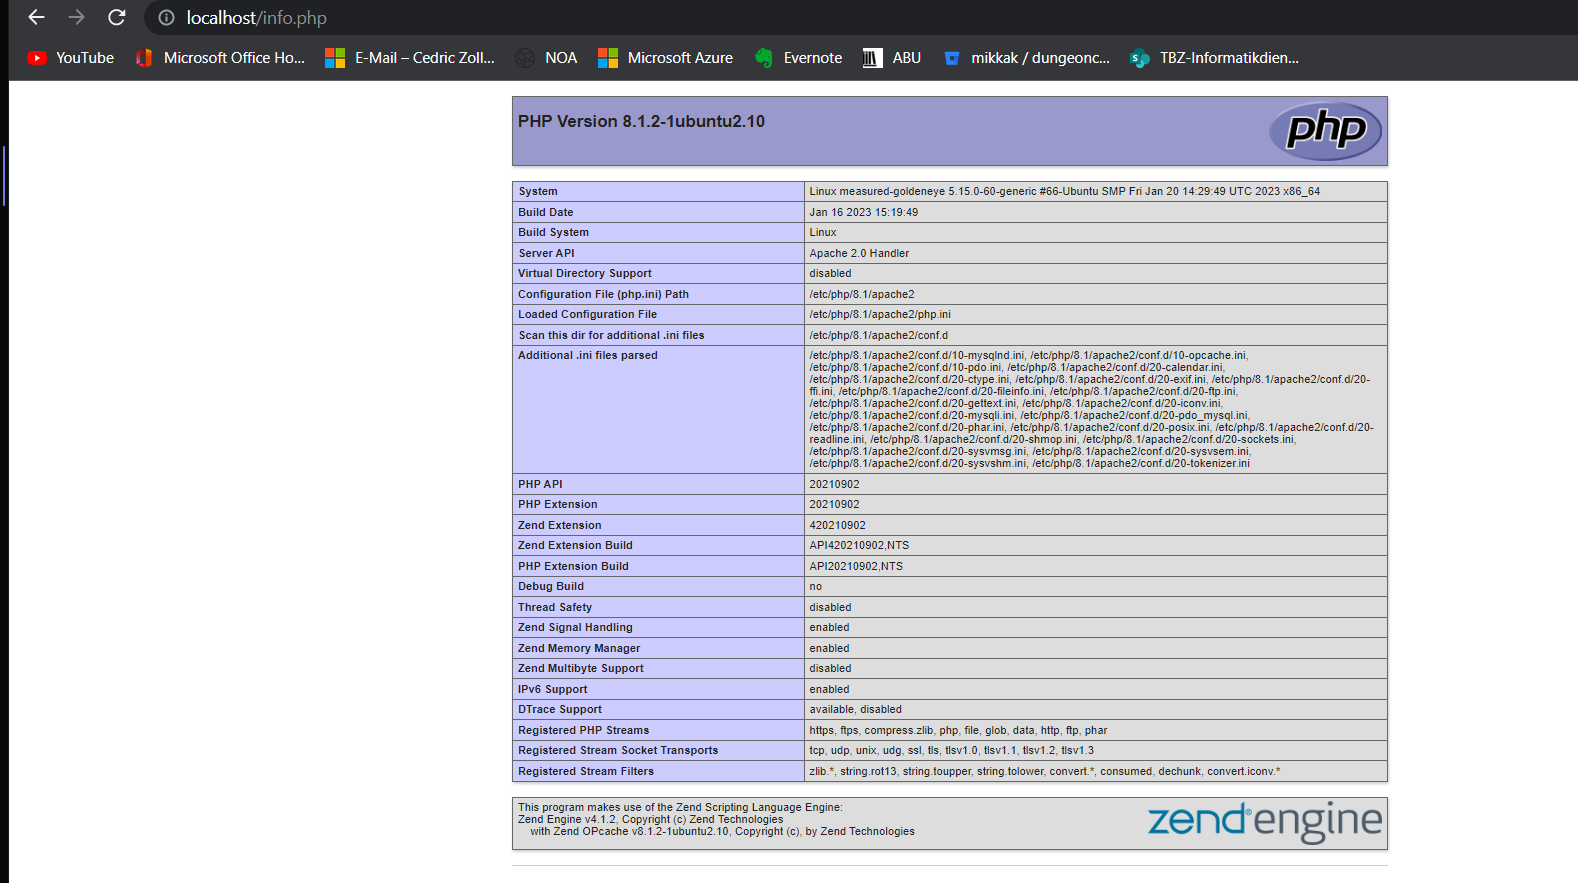 localhost/info.php
YouTube Microsoft Office Ho... E-Mail – Cedric Zoll... NOA Microsoft Azure Evernote ABU mikkak / dungeonc... TBZ-Informatikdien...
PHP Version 8.1.2-1ubuntu2.10
php
System Linux measured-goldeneye 5.15.0-60-generic #66-Ubuntu SMP Fri Jan 20 14:29:49 UTC 2023 x86_64
Build Date Jan 16 2023 15:19:49
Build System Linux
Server API Apache 2.0 Handler
Virtual Directory Support disabled
Configuration File (php.ini) Path /etc/php/8.1/apache2
Loaded Configuration File /etc/php/8.1/apache2/php.ini
Scan this dir for additional .ini files /etc/php/8.1/apache2/conf.d
Additional .ini files parsed /etc/php/8.1/apache2/conf.d/10-mysqlnd.ini, /etc/php/8.1/apache2/conf.d/10-opcache.ini,
/etc/php/8.1/apache2/conf.d/10-pdo.ini, /etc/php/8.1/apache2/conf.d/20-calendar.ini,
/etc/php/8.1/apache2/conf.d/20-ctype.ini, /etc/php/8.1/apache2/conf.d/20-exif.ini, /etc/php/8.1/apache2/conf.d/20-
ffi.ini, /etc/php/8.1/apache2/conf.d/20-fileinfo.ini, /etc/php/8.1/apache2/conf.d/20-ftp.ini,
/etc/php/8.1/apache2/conf.d/20-gettext.ini, /etc/php/8.1/apache2/conf.d/20-iconv.ini,
/etc/php/8.1/apache2/conf.d/20-mysqli.ini, /etc/php/8.1/apache2/conf.d/20-pdo_mysql.ini,
/etc/php/8.1/apache2/conf.d/20-phar.ini, /etc/php/8.1/apache2/conf.d/20-posix.ini, /etc/php/8.1/apache2/conf.d/20-
readline.ini, /etc/php/8.1/apache2/conf.d/20-shmop.ini, /etc/php/8.1/apache2/conf.d/20-sockets.ini,
/etc/php/8.1/apache2/conf.d/20-sysvmsg.ini, /etc/php/8.1/apache2/conf.d/20-sysvsem.ini,
/etc/php/8.1/apache2/conf.d/20-sysvshm.ini, /etc/php/8.1/apache2/conf.d/20-tokenizer.ini
PHP API 20210902
PHP Extension 20210902
Zend Extension 420210902
Zend Extension Build API420210902,NTS
PHP Extension Build API20210902,NTS
Debug Build no
Thread Safety disabled
Zend Signal Handling enabled
Zend Memory Manager enabled
Zend Multibyte Support disabled
IPv6 Support enabled
DTrace Support available, disabled
Registered PHP Streams https, ftps, compress.zlib, php, file, glob, data, http, ftp, phar
Registered Stream Socket Transports tcp, udp, unix, udg, ssl, tls, tlsv1.0, tlsv1.1, tlsv1.2, tlsv1.3
Registered Stream Filters zlib.*, string.rot13, string.toupper, string.tolower, convert.*, consumed, dechunk, convert.iconv.*
This program makes use of the Zend Scripting Language Engine:
Zend Engine v4.1.2, Copyright (c) Zend Technologies
with Zend OPcache v8.1.2-1ubuntu2.10, Copyright (c), by Zend Technologies
zend®engine